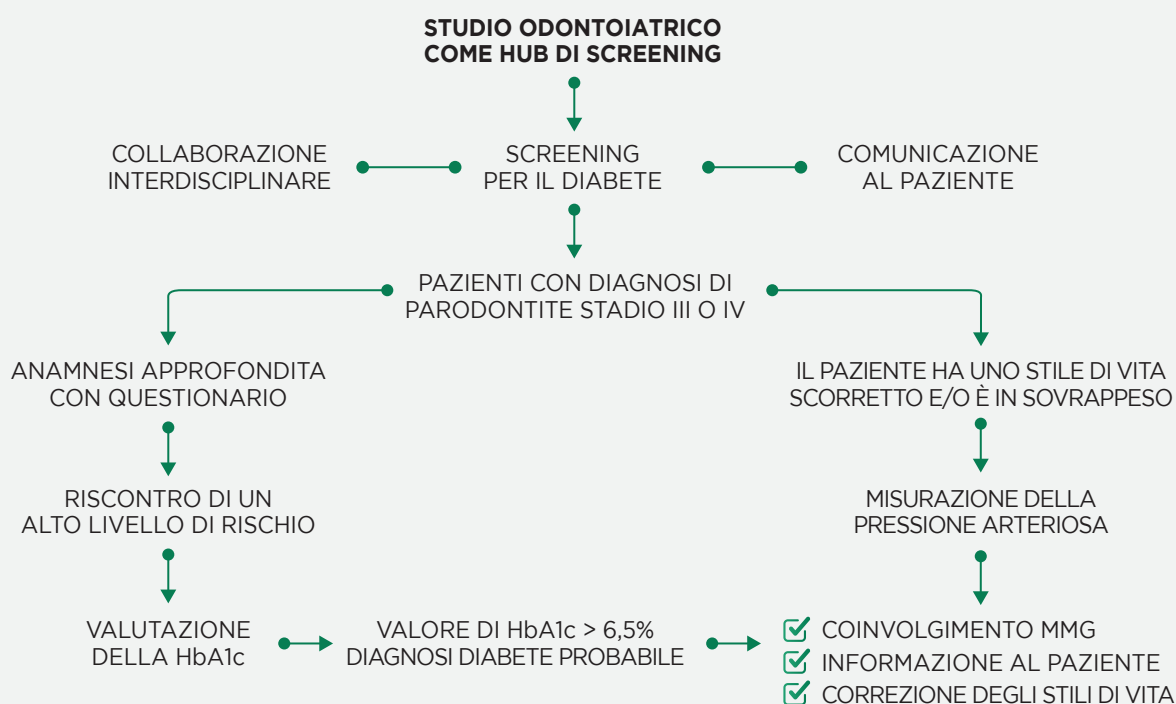 STUDIO ODONTOIATRICO
COME HUB DI SCREENING
COLLABORAZIONE
INTERDISCIPLINARE
SCREENING
PER IL DIABETE
COMUNICAZIONE
AL PAZIENTE
PAZIENTI CON DIAGNOSI DI
PARODONTITE STADIO III O IV
ANAMNESI APPROFONDITA
CON QUESTIONARIO
IL PAZIENTE HA UNO STILE DI VITA
SCORRETTO E/O È IN SOVRAPPESO
RISCONTRO DI UN
ALTO LIVELLO DI RISCHIO
MISURAZIONE DELLA
PRESSIONE ARTERIOSA
VALUTAZIONE
DELLA HbA1c
VALORE DI HbA1c > 6,5%
DIAGNOSI DIABETE PROBABILE
COINVOLGIMENTO MMG
INFORMAZIONE AL PAZIENTE
CORREZIONE DEGLI STILI DI VITA